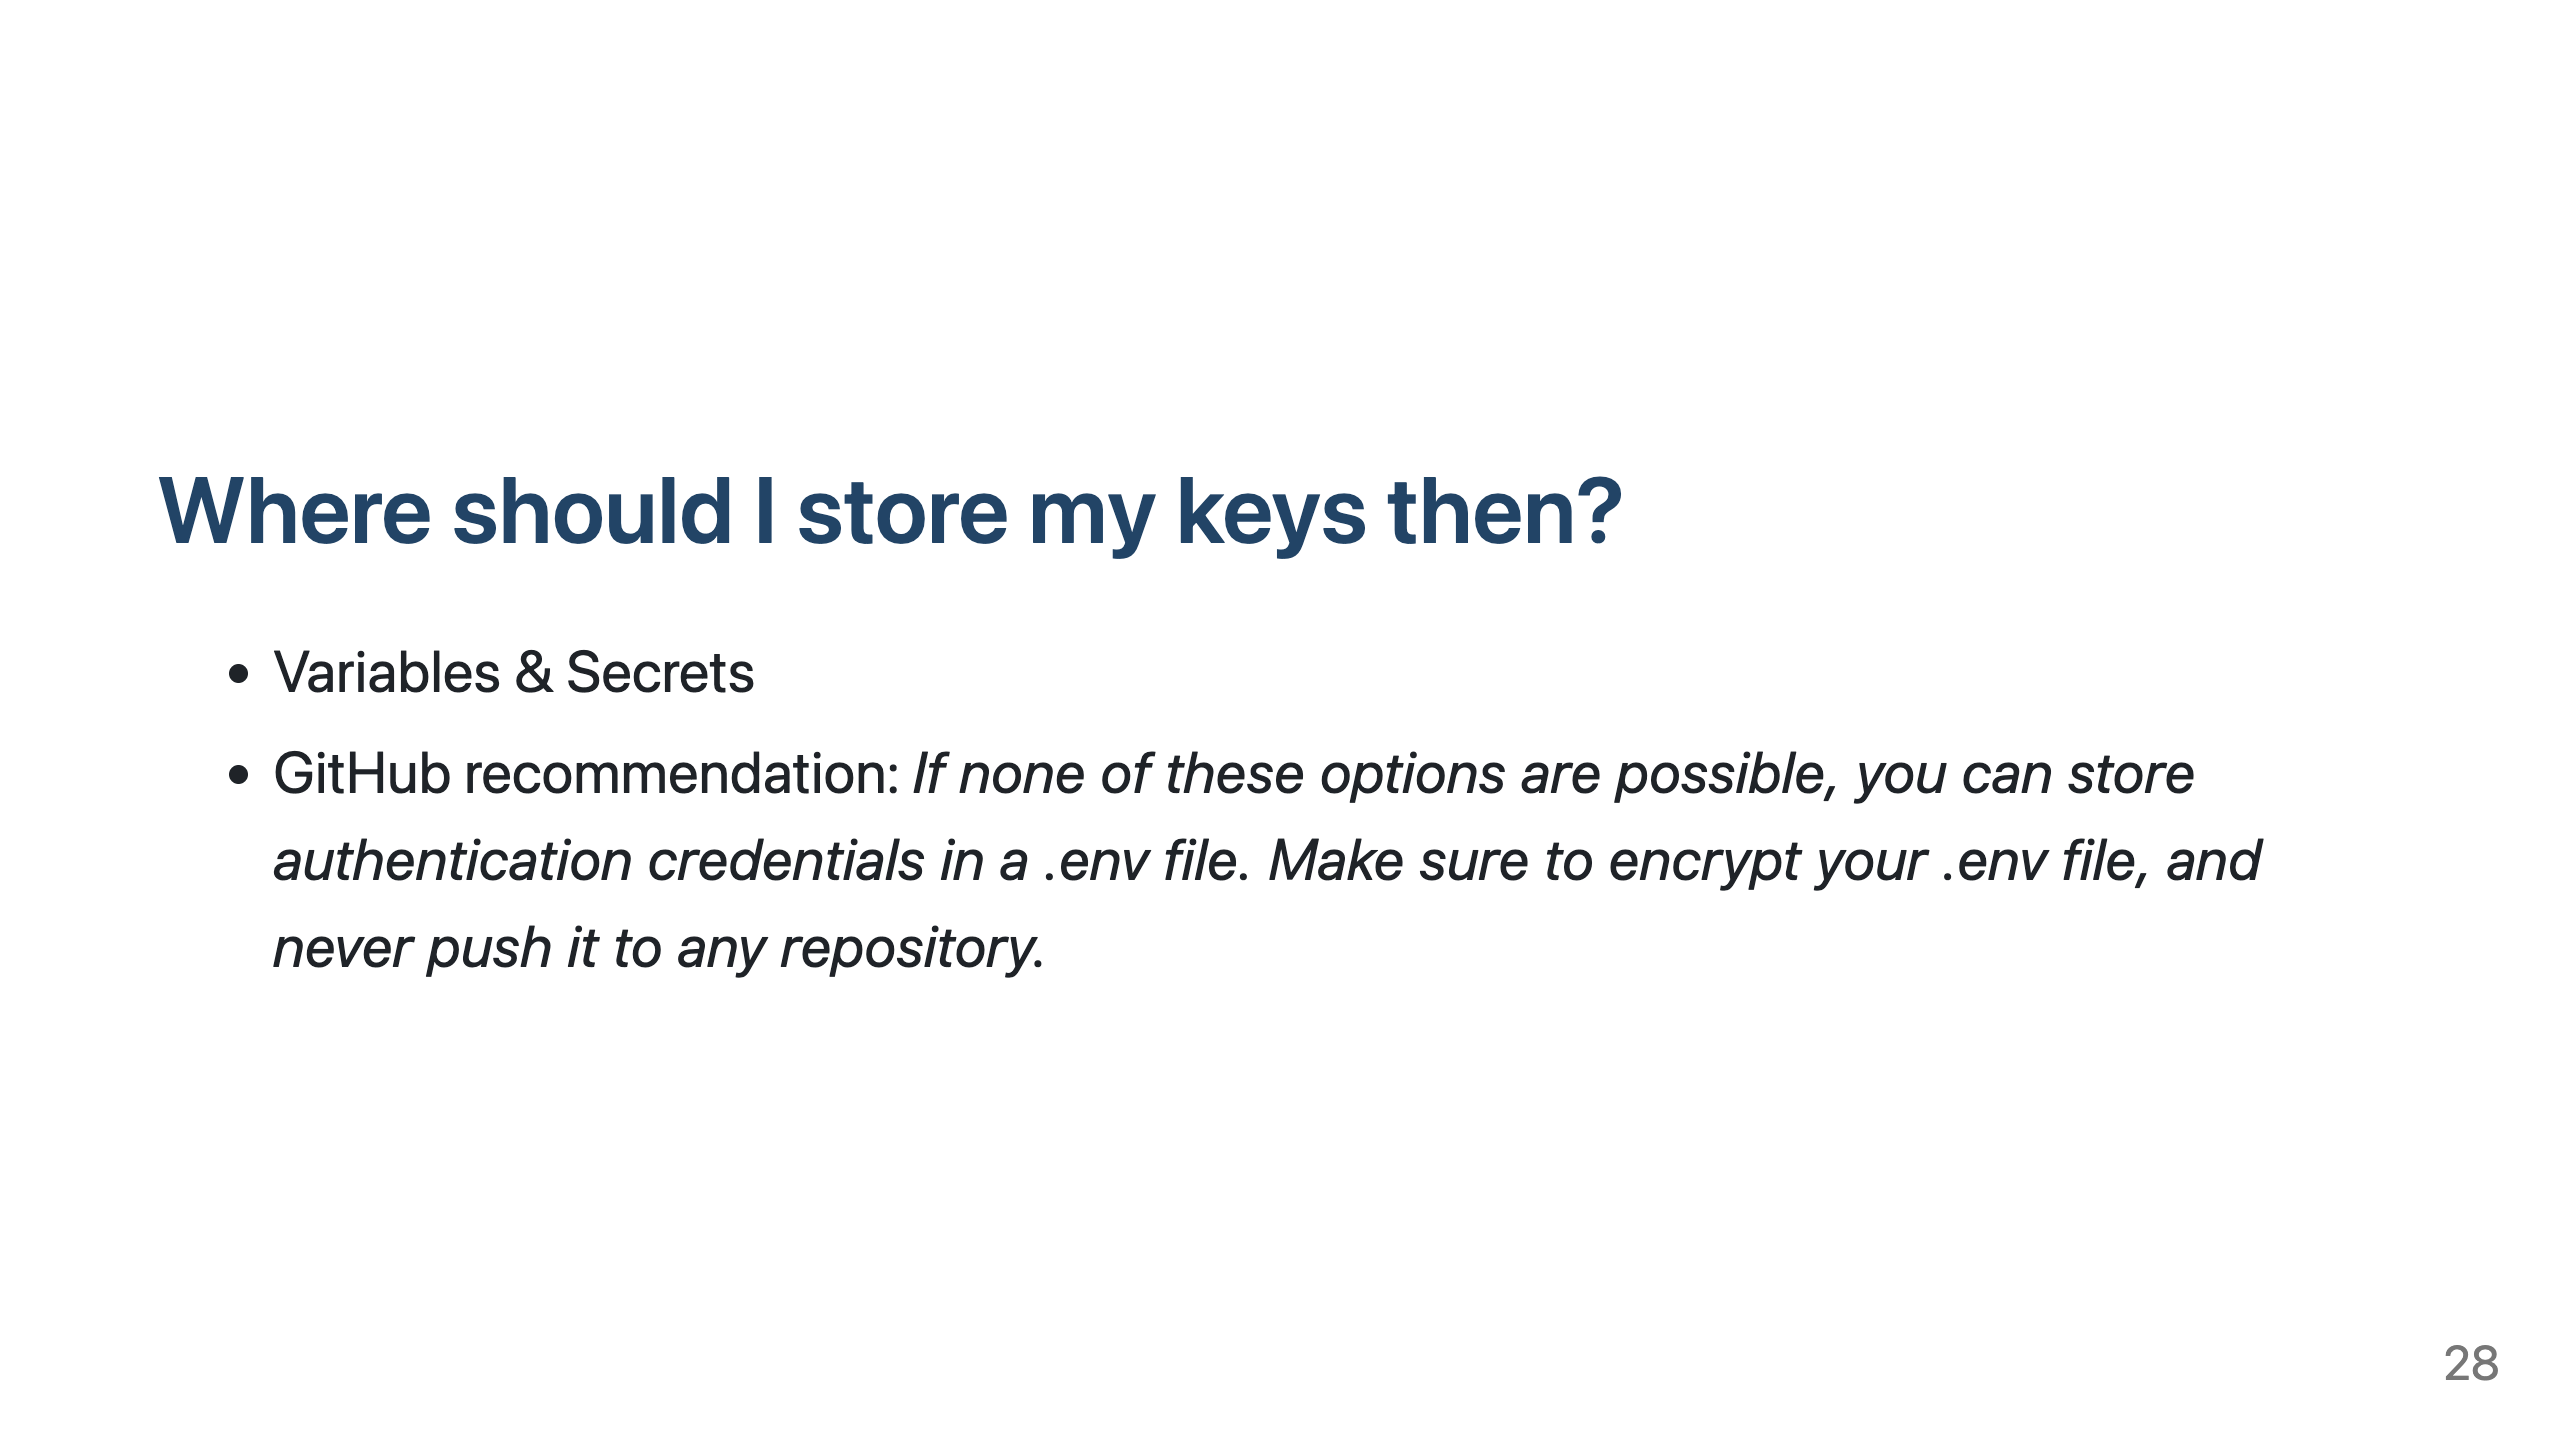 Where should I store my keys then?
• Variables & Secrets
• GitHub recommendation: If none of these options are possible, you can store
authentication credentials in a .env file. Make sure to encrypt your .env file, and
never push it to any repository.
28